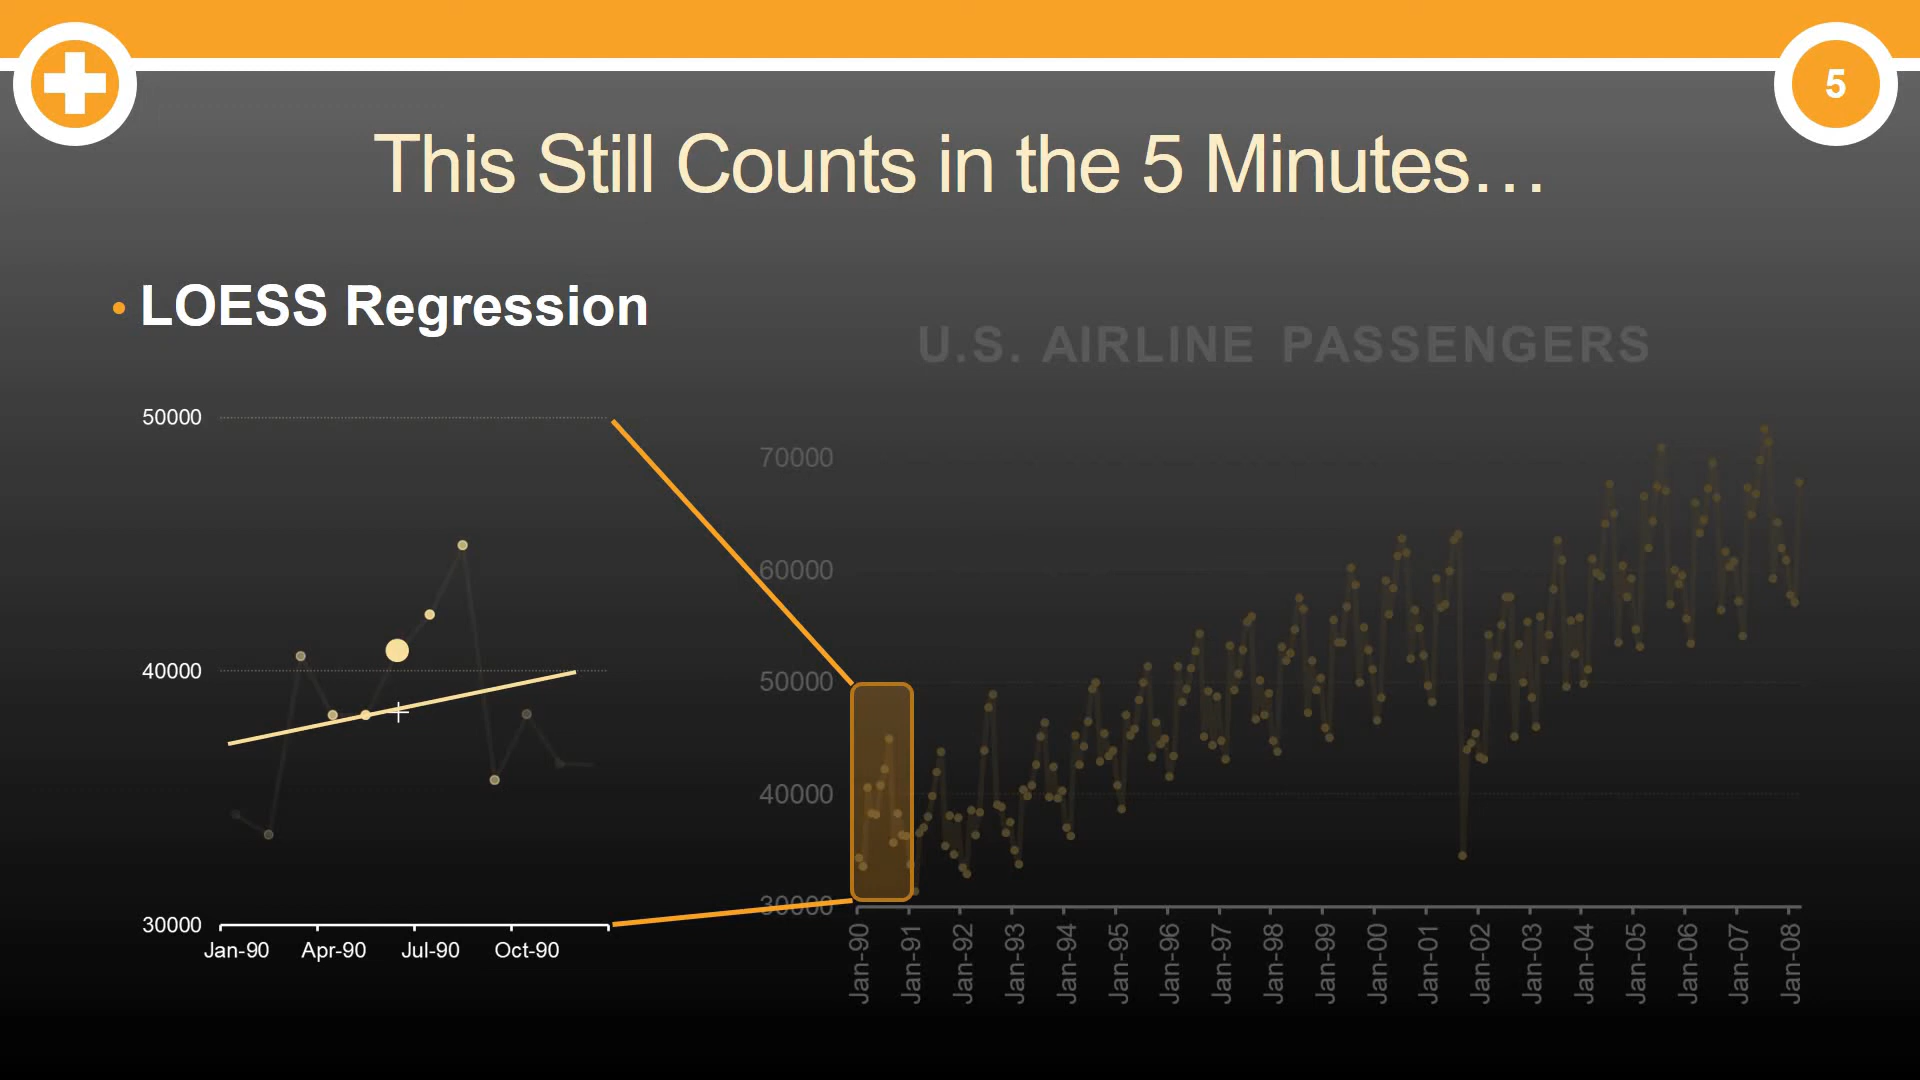 5
This Still Counts in the 5 Minutes…
• LOESS Regression
U.S. AIRLINE PASSENGERS
50000
40000
30000
Jan-90 Apr-90 Jul-90 Oct-90
70000
60000
50000
40000
30000
Jan-90 Jan-91 Jan-92 Jan-93 Jan-94 Jan-95 Jan-96 Jan-97 Jan-98 Jan-99 Jan-00 Jan-01 Jan-02 Jan-03 Jan-04 Jan-05 Jan-06 Jan-07 Jan-08